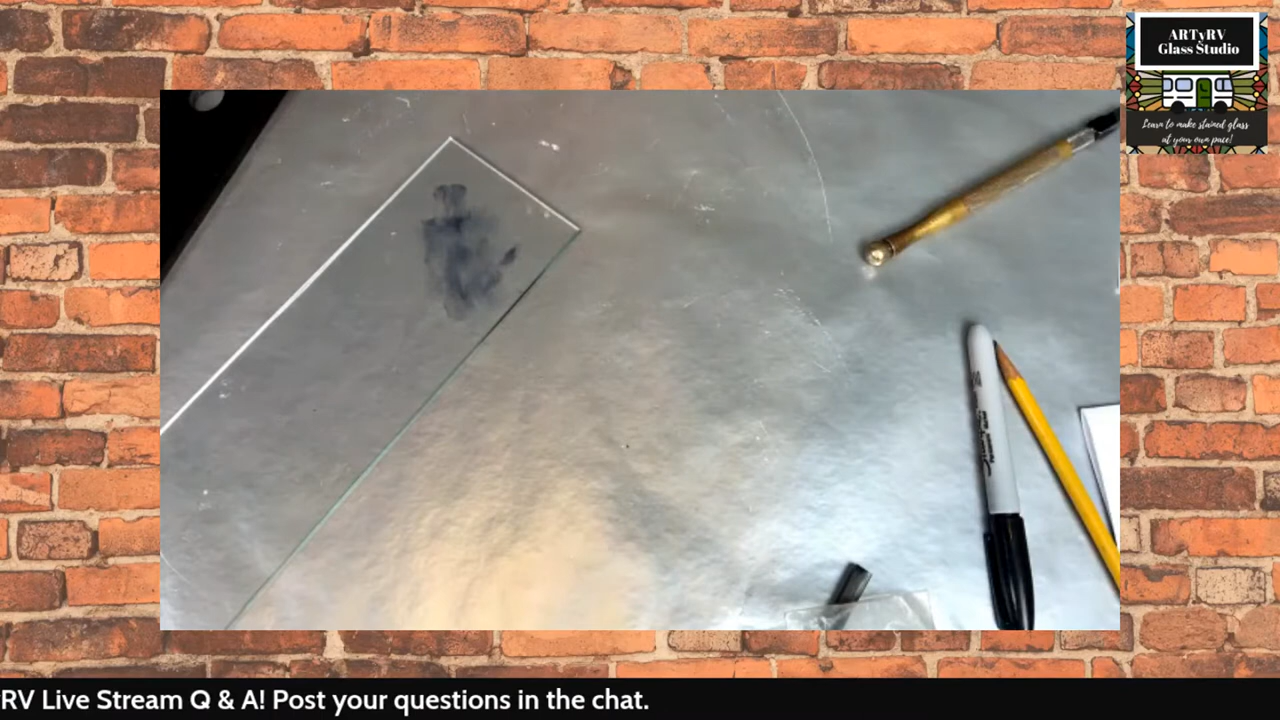 ARTyRV
Glass Studio
Learn to make stained glass
at your own pace!
RV Live Stream Q & A! Post your questions in the chat.
Sharpie